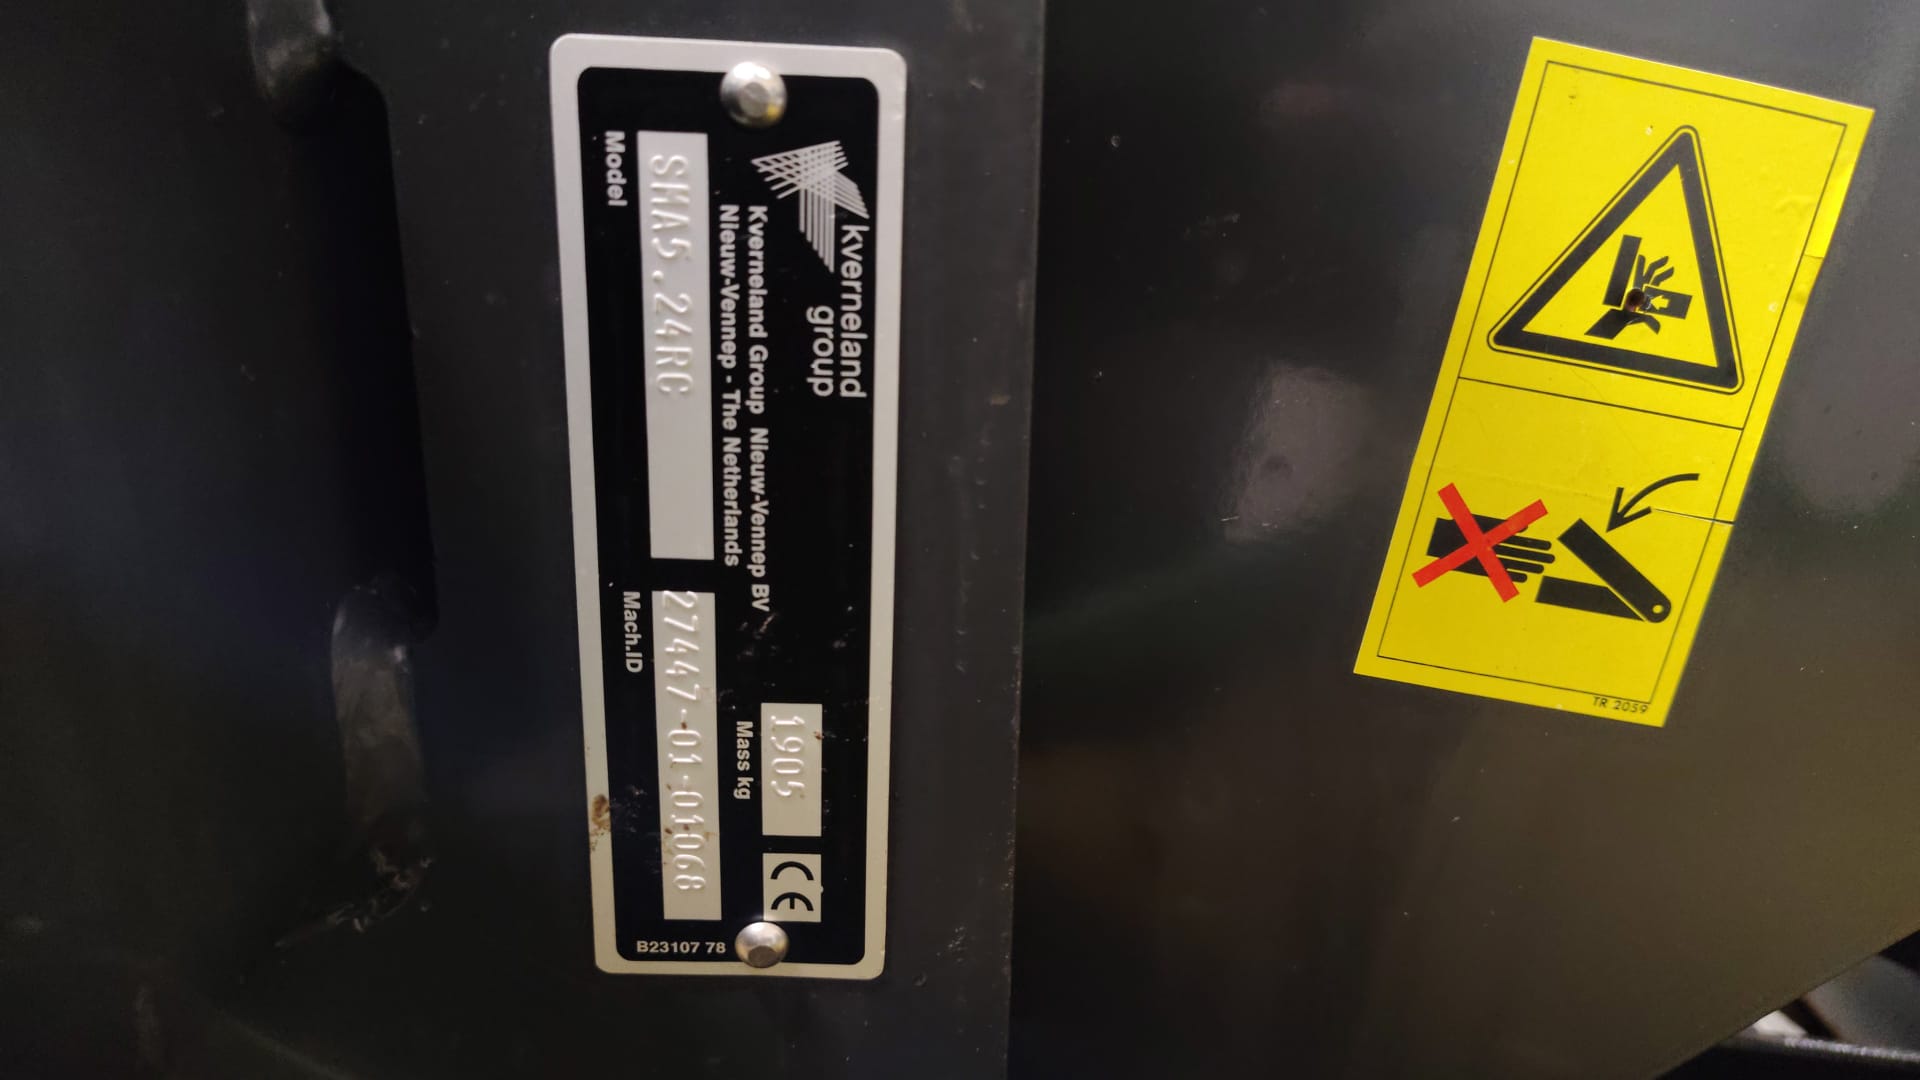 kverneland
group
Kverneland Group Nieuw-Vennep BV
Nieuw-Vennep - The Netherlands
1905
CE
Mass kg
SMA5.24RC
27447-01-01068
Model
Mach.ID
B23107 78
TR 2059